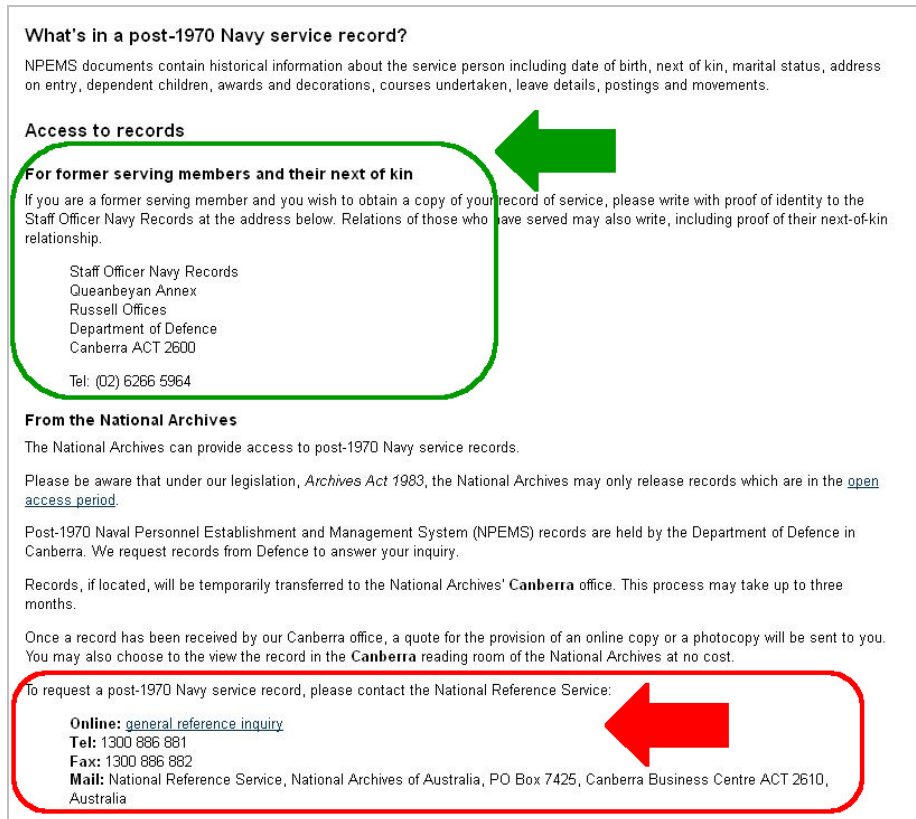 What's in a post-1970 Navy service record?
NPEMS documents contain historical information about the service person including date of birth, next of kin, marital status, address
on entry, dependent children, awards and decorations, courses undertaken, leave details, postings and movements.
Access to records
For former serving members and their next of kin
If you are a former serving member and you wish to obtain a copy of your record of service, please write with proof of identity to the
Staff Officer Navy Records at the address below. Relations of those who have served may also write, including proof of their next-of-kin
relationship.
Staff Officer Navy Records
Queanbeyan Annex
Russell Offices
Department of Defence
Canberra ACT 2600
Tel: (02) 6266 5964
From the National Archives
The National Archives can provide access to post-1970 Navy service records.
Please be aware that under our legislation, Archives Act 1983, the National Archives may only release records which are in the open
access period.
Post-1970 Naval Personnel Establishment and Management System (NPEMS) records are held by the Department of Defence in
Canberra. We request records from Defence to answer your inquiry.
Records, if located, will be temporarily transferred to the National Archives' Canberra office. This process may take up to three
months.
Once a record has been received by our Canberra office, a quote for the provision of an online copy or a photocopy will be sent to you.
You may also choose to the view the record in the Canberra reading room of the National Archives at no cost.
To request a post-1970 Navy service record, please contact the National Reference Service:
Online: general reference inquiry
Tel: 1300 886 881
Fax: 1300 886 882
Mail: National Reference Service, National Archives of Australia, PO Box 7425, Canberra Business Centre ACT 2610,
Australia